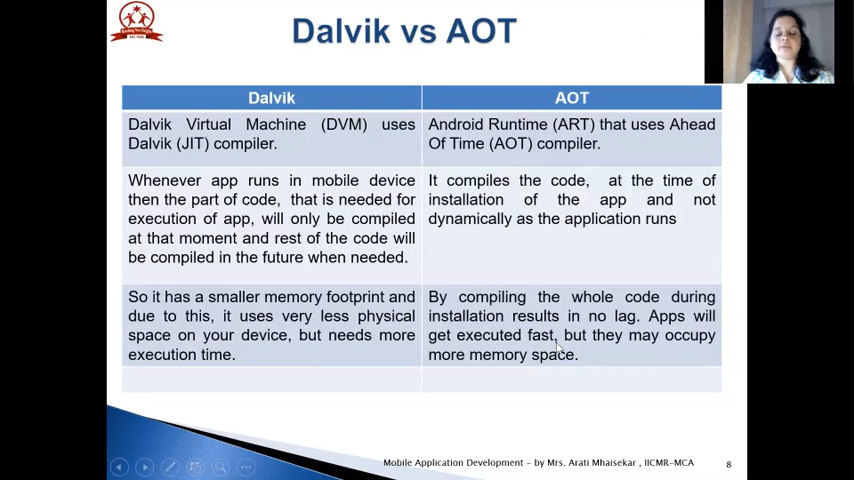 Dalvik vs AOT
Dalvik
AOT
Dalvik Virtual Machine (DVM) uses
Dalvik (JIT) compiler.
Android Runtime (ART) that uses Ahead
Of Time (AOT) compiler.
Whenever app runs in mobile device
then the part of code, that is needed for
execution of app, will only be compiled
at that moment and rest of the code will
be compiled in the future when needed.
It compiles the code, at the time of
installation of the app and not
dynamically as the application runs
So it has a smaller memory footprint and
due to this, it uses very less physical
space on your device, but needs more
execution time.
By compiling the whole code during
installation results in no lag. Apps will
get executed fast, but they may occupy
more memory space.
Mobile Application Development - by Mrs. Arati Mhaisekar , IICMR-MCA
8